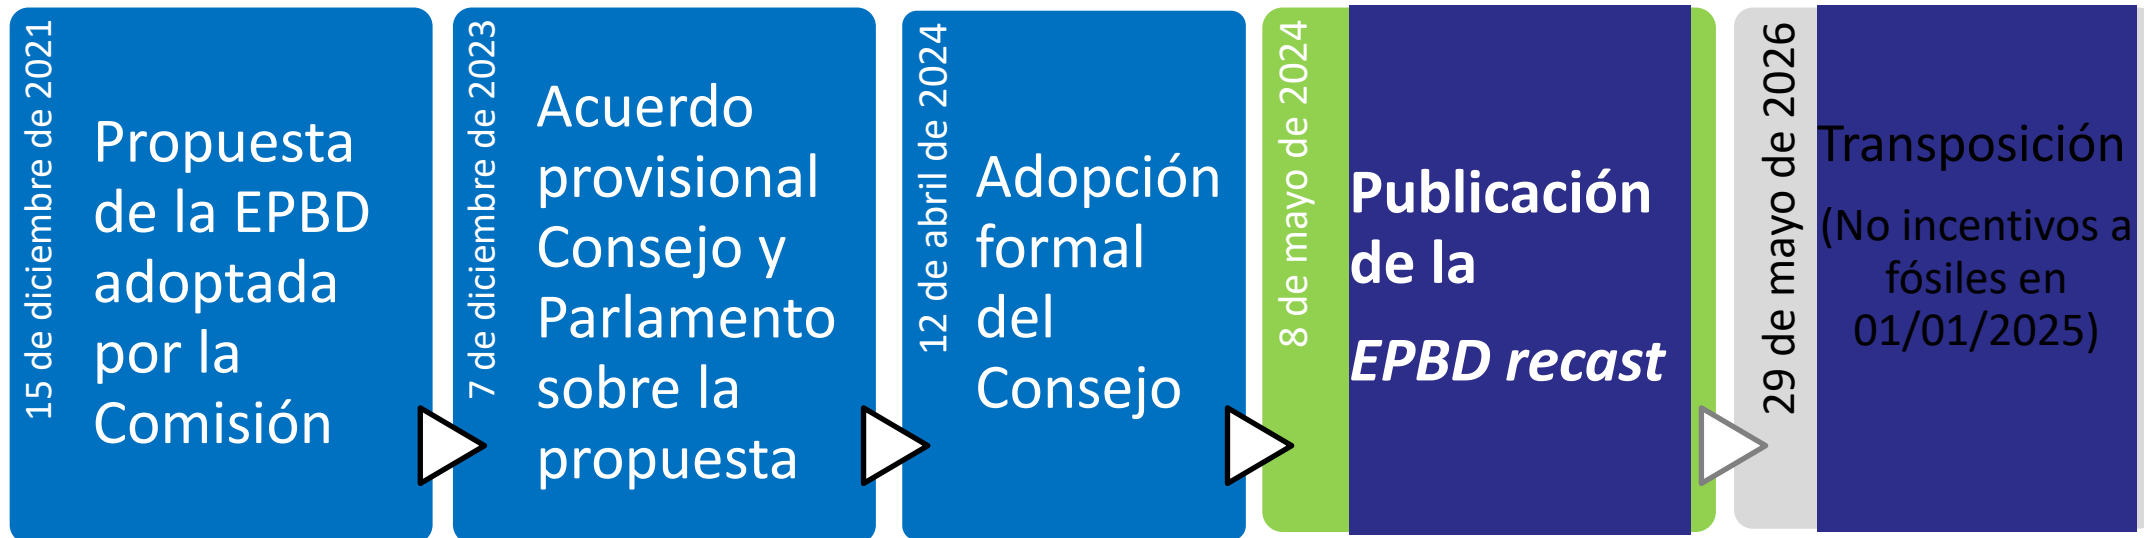 15 de diciembre de 2021
Propuesta
de la EPBD
adoptada
por la
Comisión
7 de diciembre de 2023
Acuerdo
provisional
Consejo y
Parlamento
sobre la
propuesta
12 de abril de 2024
Adopción
formal
del
Consejo
8 de mayo de 2024
Publicación
de la
EPBD recast
29 de mayo de 2026
Transposición
(No incentivos a
fósiles en
01/01/2025)